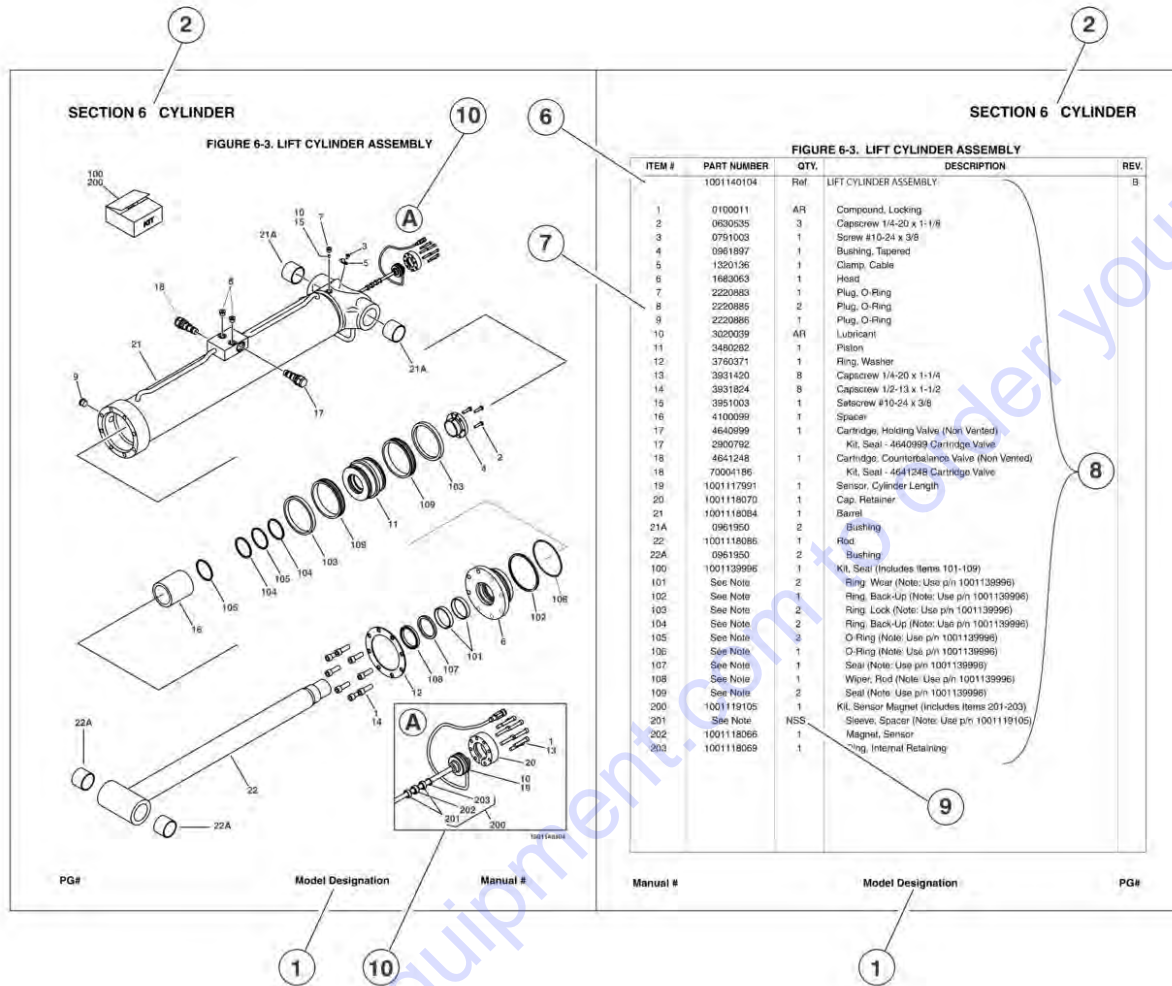 2
2
SECTION 6 CYLINDER
10
6
SECTION 6 CYLINDER
FIGURE 6-3. LIFT CYLINDER ASSEMBLY
100
200
KIT
10
15
7
A
21A
3
5
18
8
21
21A
9
17
2
4
103
109
11
109
103
104
105
104
105
16
106
102
6
101
107
108
12
1
14
22A
22
22A
A
1
13
20
10
19
203
202
201
200
PG#
Model Designation
Manual #
1
10
FIGURE 6-3. LIFT CYLINDER ASSEMBLY
ITEM # PART NUMBER QTY. DESCRIPTION REV.
1001140104 Ref LIFT CYLINDER ASSEMBLY B
1 0100011 AR Compound, Locking
2 0630535 3 Capscrew 1/4-20 x 1-1/8
3 0791003 1 Screw #10-24 x 3/8
4 0961897 1 Bushing, Tapered
5 1320136 1 Clamp, Cable
6 1683063 1 Head
7 2220883 1 Plug, O-Ring
8 2220885 2 Plug, O-Ring
9 2220886 1 Plug, O-Ring
10 3020039 AR Lubricant
11 3480282 1 Piston
12 3760371 1 Ring, Washer
13 3931420 8 Capscrew 1/4-20 x 1-1/4
14 3931824 8 Capscrew 1/2-13 x 1-1/2
15 3951003 1 Setscrew #10-24 x 3/8
16 4100099 1 Spacer
17 4640999 1 Cartridge, Holding Valve (Non Vented)
17 2900792 Kit, Seal - 4640999 Cartridge Valve
18 4641248 1 Cartridge, Counterbalance Valve (Non Vented)
18 70004186 Kit, Seal - 4641248 Cartridge Valve
19 1001117991 1 Sensor, Cylinder Length
20 1001118070 1 Cap, Retainer
21 1001118084 1 Barrel
21A 0961950 2 Bushing
22 1001118086 1 Rod
22A 0961950 2 Bushing
100 1001139996 1 Kit, Seal (Includes Items 101-109)
101 See Note 2 Ring, Wear (Note: Use p/n 1001139996)
102 See Note 1 Ring, Back-Up (Note: Use p/n 1001139996)
103 See Note 2 Ring, Lock (Note: Use p/n 1001139996)
104 See Note 2 Ring, Back-Up (Note: Use p/n 1001139996)
105 See Note 2 O-Ring (Note: Use p/n 1001139996)
106 See Note 1 O-Ring (Note: Use p/n 1001139996)
107 See Note 1 Seal (Note: Use p/n 1001139996)
108 See Note 1 Wiper, Rod (Note: Use p/n 1001139996)
109 See Note 2 Seal (Note: Use p/n 1001139996)
200 1001119105 1 Kit, Sensor Magnet (includes Items 201-203)
201 See Note NSS Sleeve, Spacer (Note: Use p/n 1001119105)
202 1001118066 1 Magnet, Sensor
203 1001118069 1 Ring, Internal Retaining
7
8
9
Manual #
Model Designation
PG#
1
quipment.com to order you